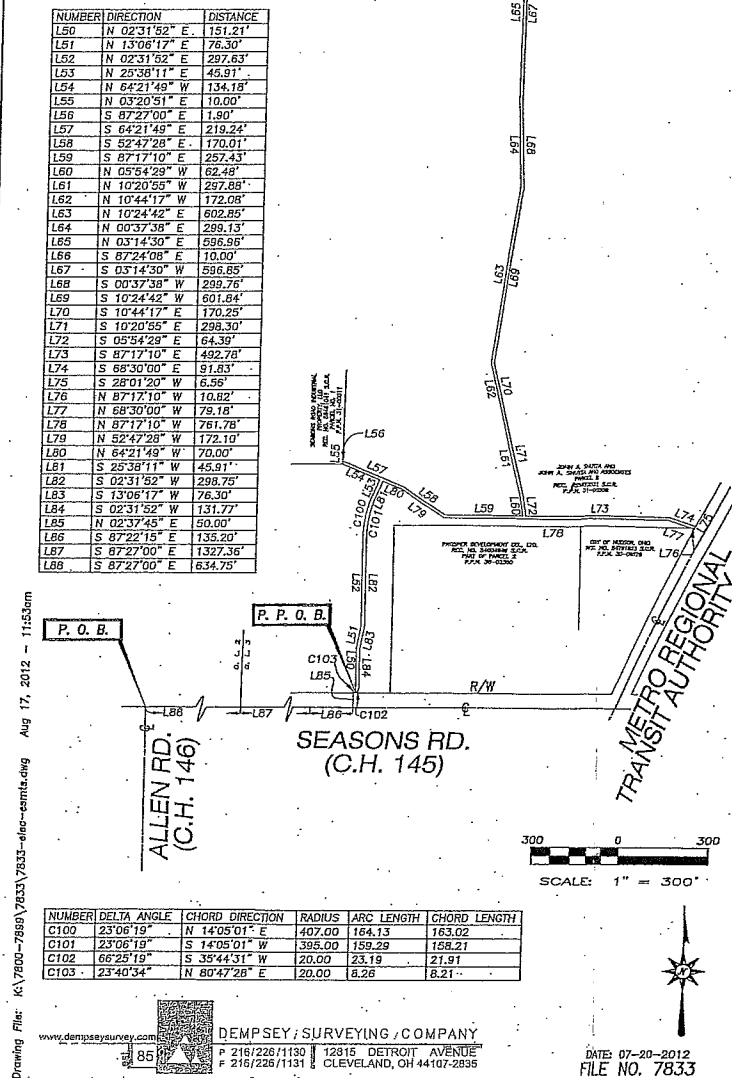 NUMBER DIRECTION DISTANCE
L50 N 02°31'52" E 151.21'
L51 N 13°06'17" E 76.30'
L52 N 02°31'52" E 297.63'
L53 N 25°38'11" E 45.91'
L54 N 64°21'49" W 134.18'
L55 N 03°20'51" E 10.00'
L56 S 87°27'00" E 1.90'
L57 S 64°21'49" E 219.24'
L58 S 52°47'28" E 170.01'
L59 S 87°17'10" E 257.43'
L60 N 05°54'29" W 62.48'
L61 N 10°20'55" W 297.88'
L62 N 10°44'17" W 172.08'
L63 N 10°24'42" E 602.85'
L64 N 00°37'38" E 299.13'
L65 N 03°14'30" E 596.96'
L66 S 87°24'08" E 10.00'
L67 S 03°14'30" W 596.85'
L68 S 00°37'38" W 299.76'
L69 S 10°24'42" W 601.84'
L70 S 10°44'17" E 170.25'
L71 S 10°20'55" E 298.30'
L72 S 05°54'29" E 64.39'
L73 S 87°17'10" E 492.78'
L74 S 68°30'00" E 91.83'
L75 S 28°01'20" W 6.56'
L76 N 87°17'10" W 10.82'
L77 N 68°30'00" W 79.18'
L78 N 87°17'10" W 761.78'
L79 N 52°47'28" W 172.10'
L80 N 64°21'49" W 70.00'
L81 S 25°38'11" W 45.91'
L82 S 02°31'52" W 298.75'
L83 S 13°06'17" W 76.30'
L84 S 02°31'52" W 131.77'
L85 N 02°37'45" E 50.00'
L86 S 87°22'15" E 135.20'
L87 S 87°27'00" E 1327.36'
L88 S 87°27'00" E 634.75'
L65 L67
L64 L68
L63 L69
L62 L70
L61 L71
L60 L72
L56
L55
L54 L57
L53 L80
L58
L79
L59
L73
L74
L75
L77
L78
L76
C100
C101 L81
L52 L82
L51 L83
L50 L84
C103
L85
C102
P. O. B.
P. P. O. B.
L86
L87
L86
R/W
SEASONS RD.
(C.H. 145)
ALLEN RD.
(C.H. 146)
METRO REGIONAL
TRANSIT AUTHORITY
300 0 300
SCALE: 1" = 300'
NUMBER DELTA ANGLE CHORD DIRECTION RADIUS ARC LENGTH CHORD LENGTH
C100 23°06'19" N 14°05'01" E 407.00 164.13 163.02
C101 23°06'19" S 14°05'01" W 395.00 159.29 158.21
C102 66°25'19" S 35°44'31" W 20.00 23.19 21.91
C103 23°40'34" N 80°47'28" E 20.00 8.26 8.21
N
www.dempseysurvey.com
85
DEMPSEY SURVEYING COMPANY
P 216/226/1130 12815 DETROIT AVENUE
F 216/226/1131 CLEVELAND, OH 44107-2835
DATE: 07-20-2012
FILE NO. 7833
Drawing File: K:\7800-7899\7833\7833-elec-esmts.dwg Aug 17, 2012 - 11:53am